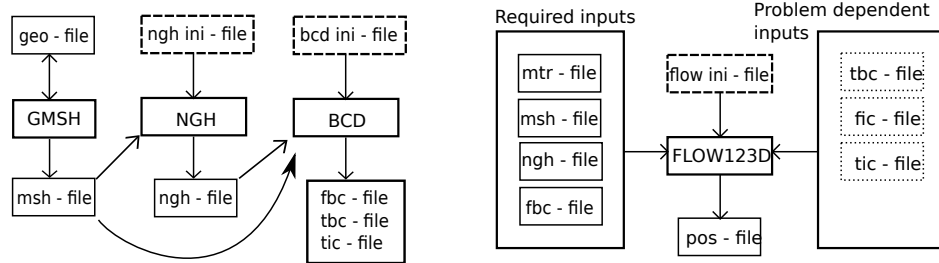 geo - file
ngh ini - file
bcd ini - file
GMSH
NGH
BCD
msh - file
ngh - file
fbc - file
tbc - file
tic - file
Required inputs
mtr - file
msh - file
ngh - file
fbc - file
flow ini - file
FLOW123D
pos - file
Problem dependent
inputs
tbc - file
fic - file
tic - file